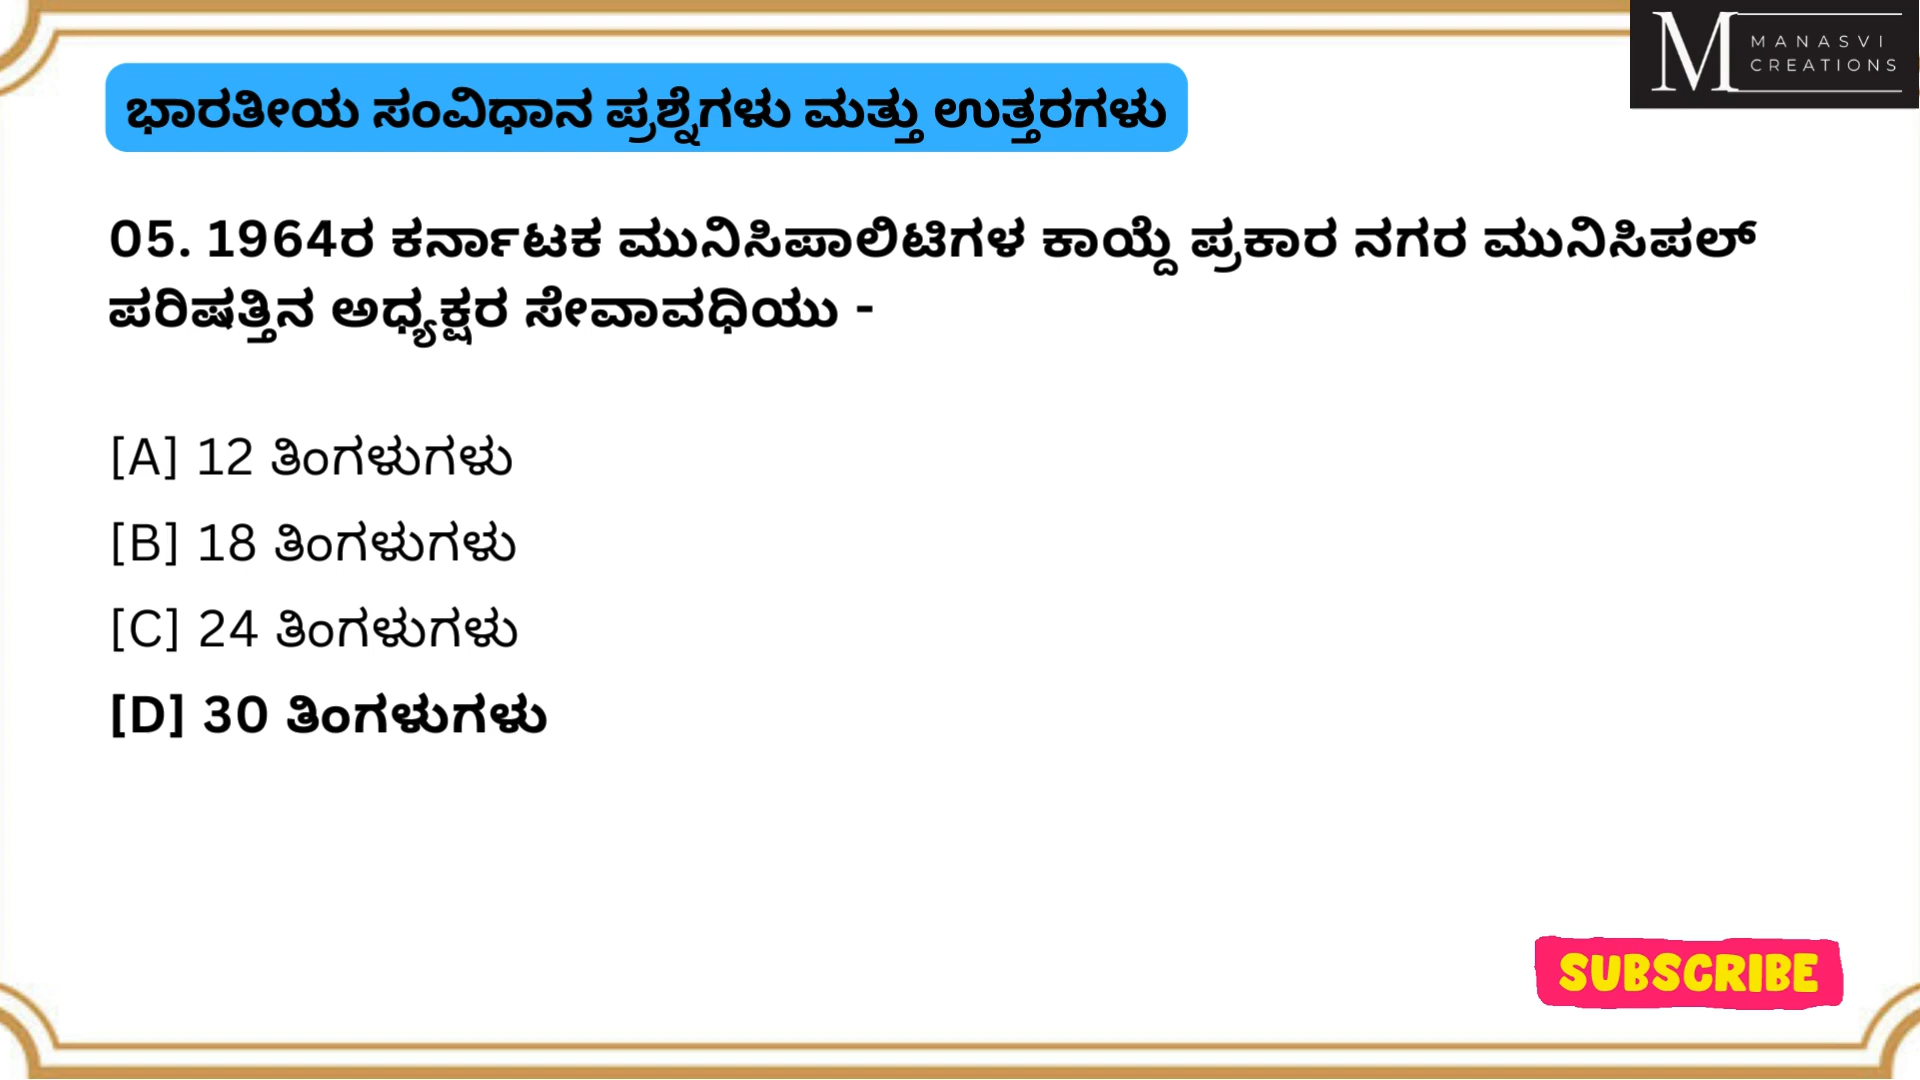 M MANASVI
CREATIONS
ಭಾರತೀಯ ಸಂವಿಧಾನ ಪ್ರಶ್ನೆಗಳು ಮತ್ತು ಉತ್ತರಗಳು
05. 1964ರ ಕರ್ನಾಟಕ ಮುನಿಸಿಪಾಲಿಟಿಗಳ ಕಾಯ್ದೆ ಪ್ರಕಾರ ನಗರ ಮುನಿಸಿಪಲ್
ಪರಿಷತ್ತಿನ ಅಧ್ಯಕ್ಷರ ಸೇವಾವಧಿಯು -
[A] 12 ತಿಂಗಳುಗಳು
[B] 18 ತಿಂಗಳುಗಳು
[C] 24 ತಿಂಗಳುಗಳು
[D] 30 ತಿಂಗಳುಗಳು
SUBSCRIBE